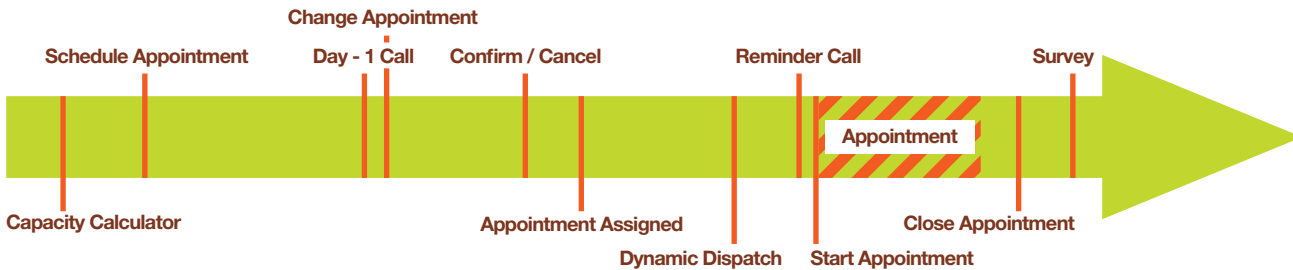 Change Appointment
Schedule Appointment
Day - 1 Call
Confirm / Cancel
Reminder Call
Survey
Appointment
Capacity Calculator
Appointment Assigned
Close Appointment
Dynamic Dispatch
Start Appointment